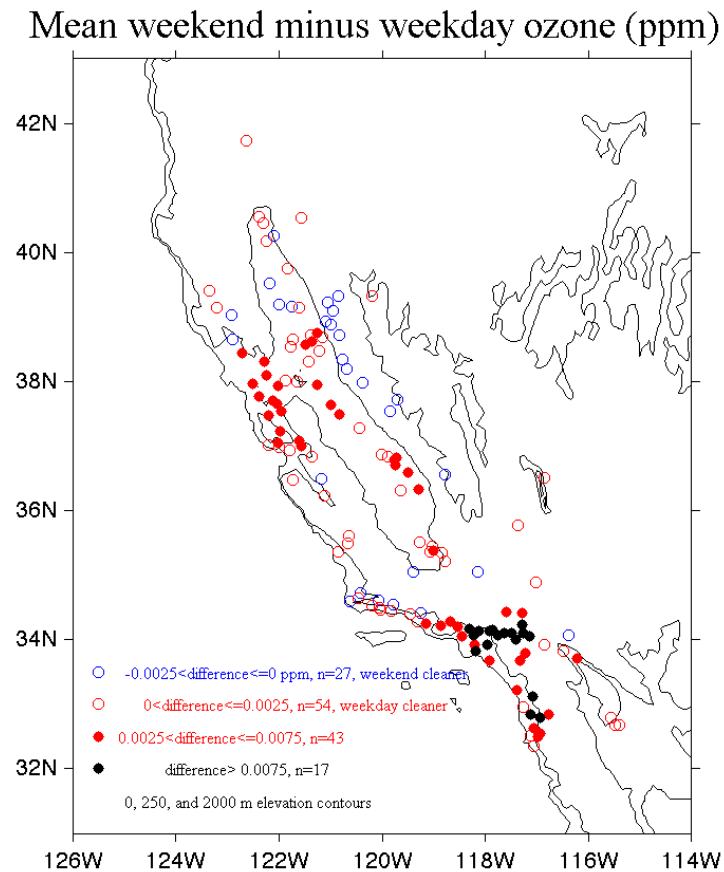 Mean weekend minus weekday ozone (ppm)
42N
40N
38N
36N
34N
32N
-0.0025<difference<=0 ppm, n=27, weekend cleaner
0<difference<=0.0025, n=54, weekday cleaner
0.0025<difference<=0.0075, n=43
difference> 0.0075, n=17
0, 250, and 2000 m elevation contours
126W 124W 122W 120W 118W 116W 114W